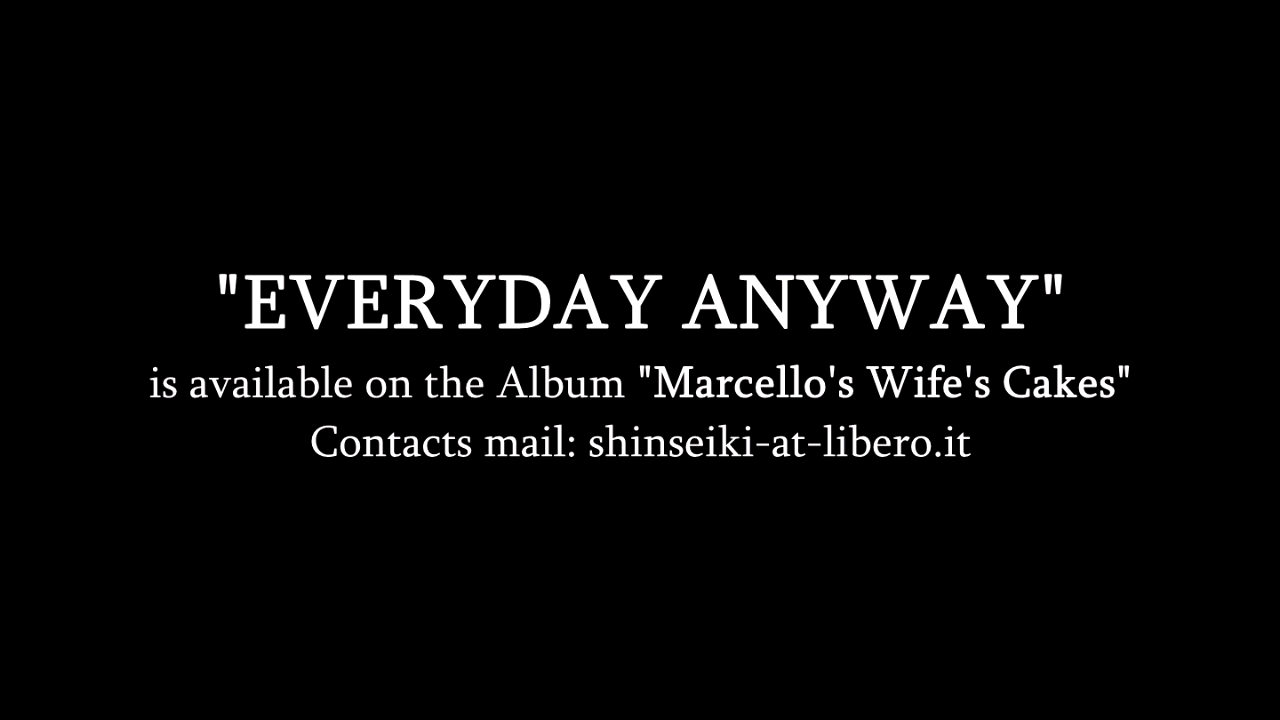 "EVERYDAY ANYWAY"
is available on the Album "Marcello's Wife's Cakes"
Contacts mail: shinseiki-at-libero.it